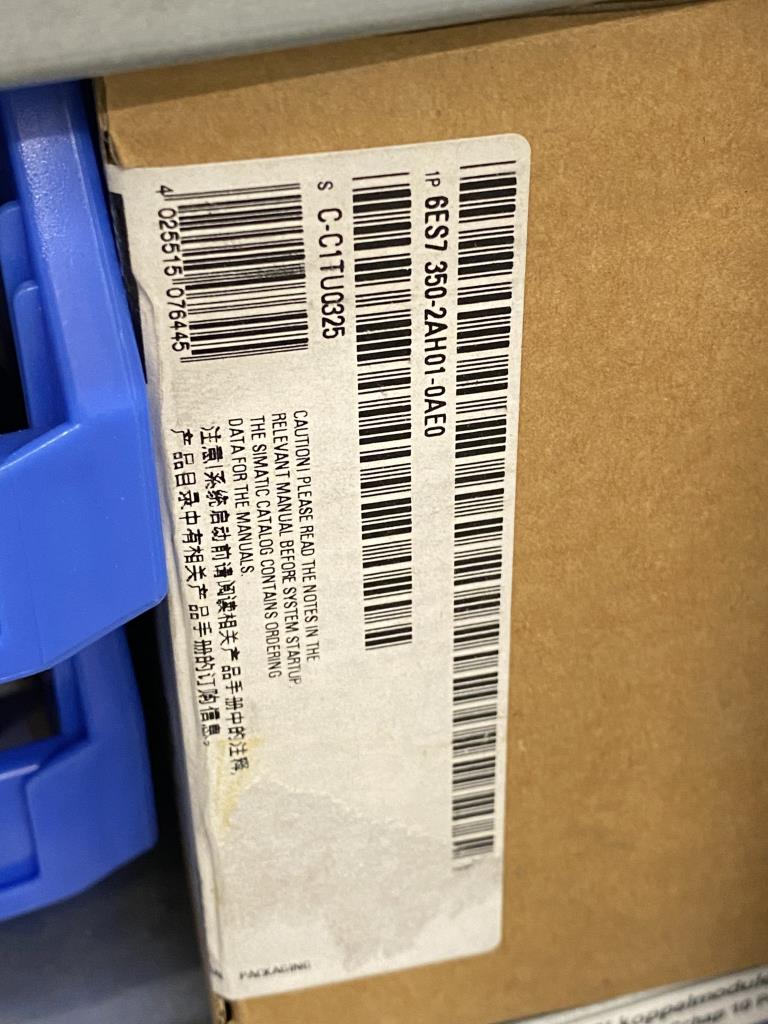 1P 6ES7 350-2AH01-0AE0
S C-C1TU0325
4 025515 076445
CAUTION! PLEASE READ THE NOTES IN THE
RELEVANT MANUAL BEFORE SYSTEM STARTUP.
THE SIMATIC CATALOG CONTAINS ORDERING
DATA FOR THE MANUALS.
注意!系统启动前请阅读相关产品手册中的注释,
产品目录中有相关产品手册的订购信息。
PACKAGING
koppelmodule